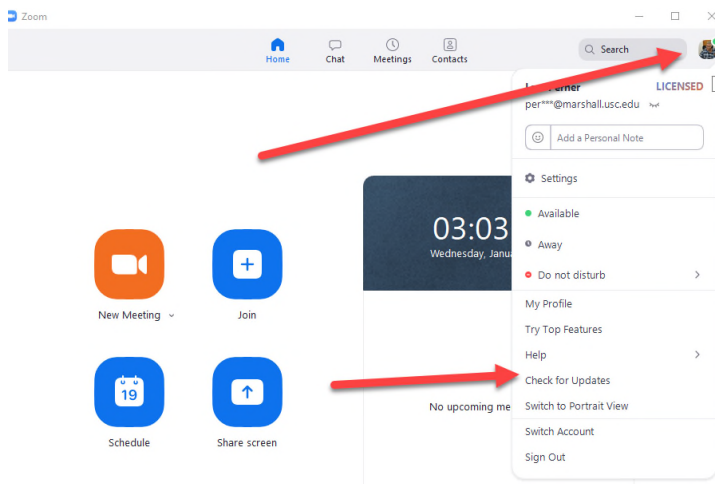 Zoom
Home
Chat
Meetings
Contacts
Search
LICENSED
per***@marshall.usc.edu
Add a Personal Note
Settings
Available
Away
Do not disturb
My Profile
Try Top Features
Help
Check for Updates
Switch to Portrait View
Switch Account
Sign Out
03:03
Wednesday,
New Meeting
Join
19
Schedule
Share screen
No upcoming